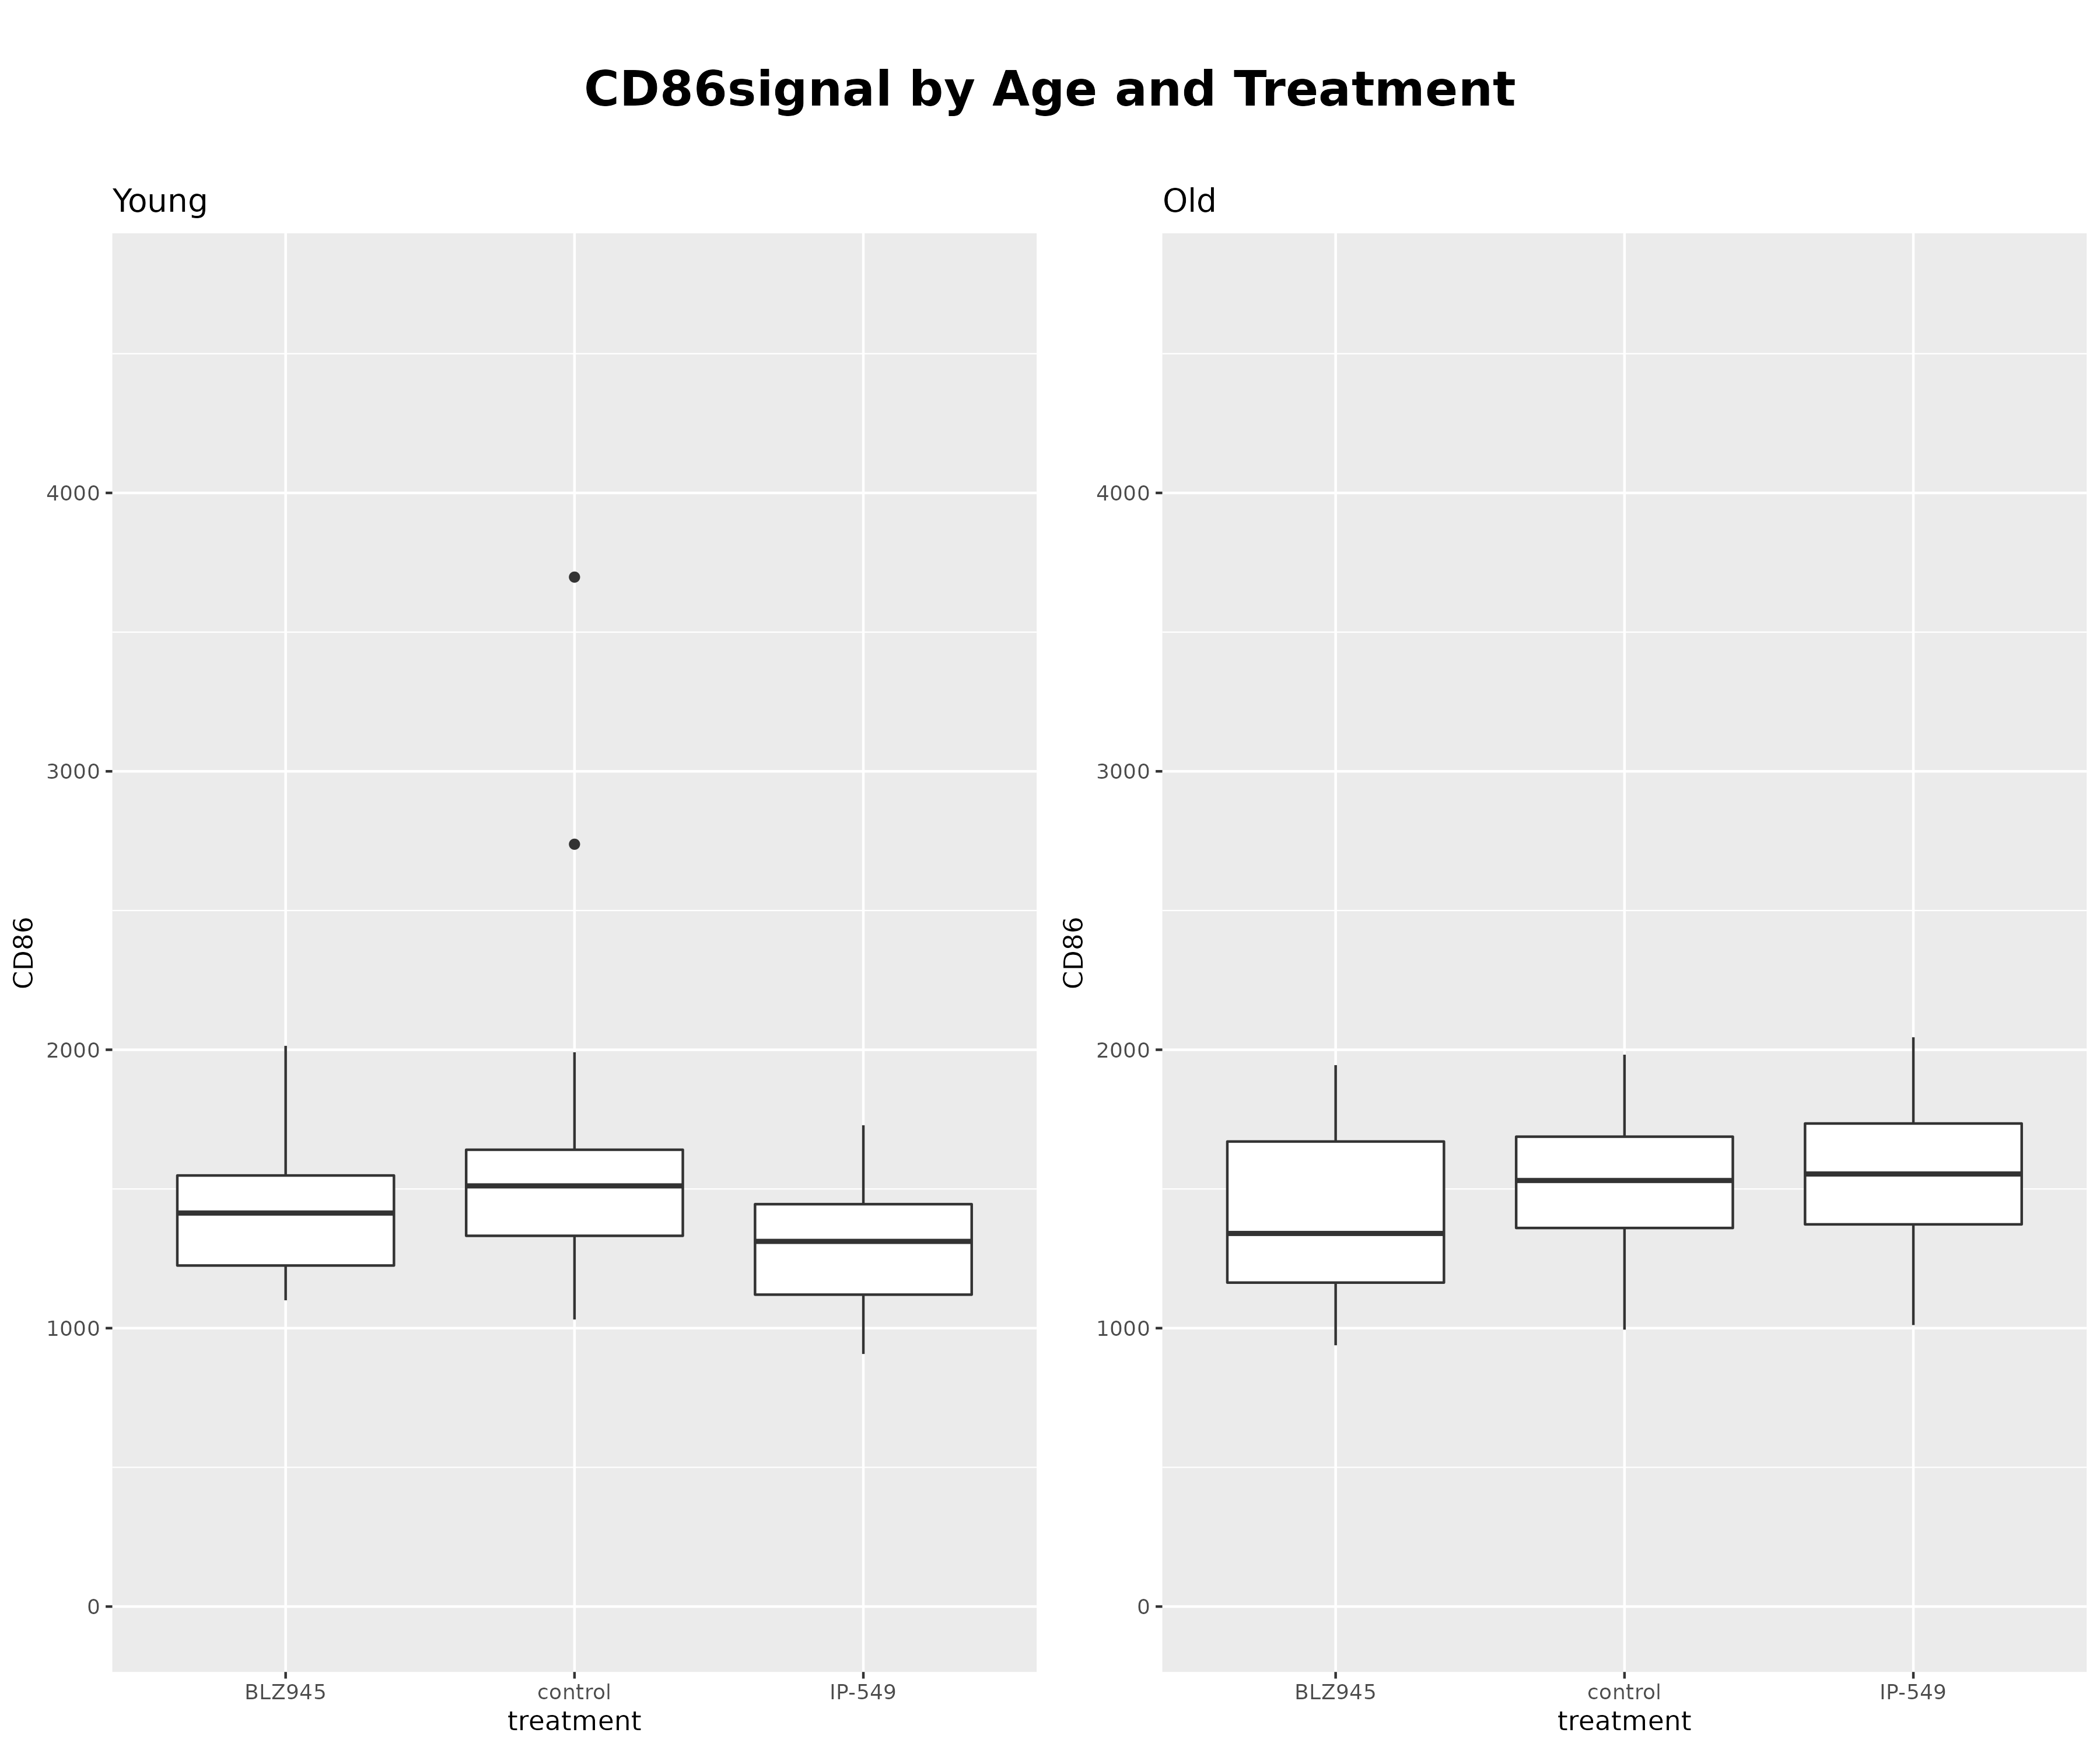 CD86signal by Age and Treatment
Young
CD86
4000
3000
2000
1000
0
BLZ945 control IP-549
treatment
Old
CD86
4000
3000
2000
1000
0
BLZ945 control IP-549
treatment